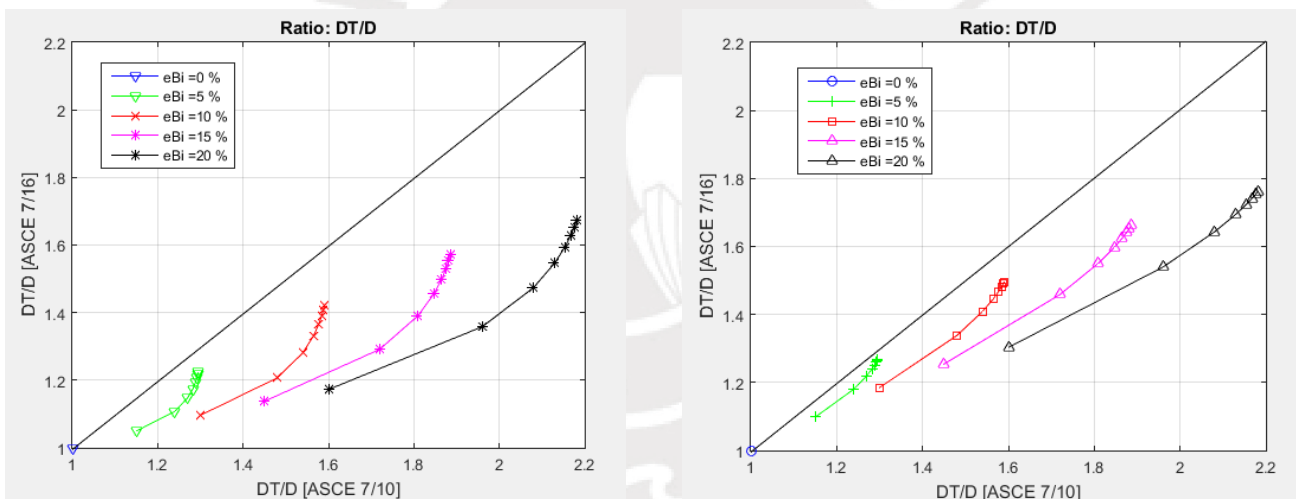 Ratio: DT/D
2.2
2
1.8
1.6
1.4
1.2
1
DT/D [ASCE 7/16]
eBi =0 %
eBi =5 %
eBi =10 %
eBi =15 %
eBi =20 %
1 1.2 1.4 1.6 1.8 2 2.2
DT/D [ASCE 7/10]
Ratio: DT/D
2.2
2
1.8
1.6
1.4
1.2
1
DT/D [ASCE 7/16]
eBi =0 %
eBi =5 %
eBi =10 %
eBi =15 %
eBi =20 %
1 1.2 1.4 1.6 1.8 2 2.2
DT/D [ASCE 7/10]